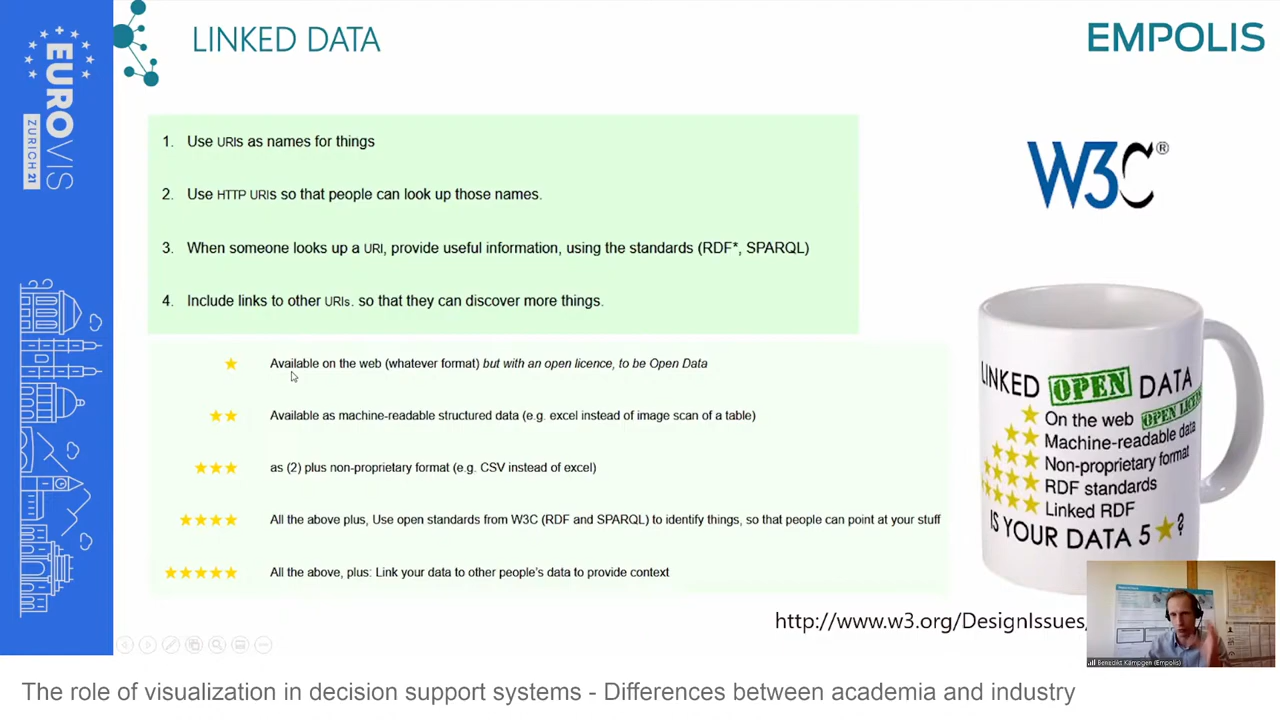 LINKED DATA
EMPOLIS
EUROVIS
ZURICH 21
1. Use URIs as names for things
2. Use HTTP URIs so that people can look up those names.
3. When someone looks up a URI, provide useful information, using the standards (RDF*, SPARQL)
4. Include links to other URIs. so that they can discover more things.
W3C®
Available on the web (whatever format) but with an open licence, to be Open Data
Available as machine-readable structured data (e.g. excel instead of image scan of a table)
as (2) plus non-proprietary format (e.g. CSV instead of excel)
All the above plus, Use open standards from W3C (RDF and SPARQL) to identify things, so that people can point at your stuff
All the above, plus: Link your data to other people's data to provide context
LINKED OPEN DATA
On the web OPEN LICEN
Machine-readable data
Non-proprietary format
RDF standards
Linked RDF
IS YOUR DATA 5 ?
http://www.w3.org/DesignIssues/
Benedikt Kämpgen (Empolis)
The role of visualization in decision support systems - Differences between academia and industry